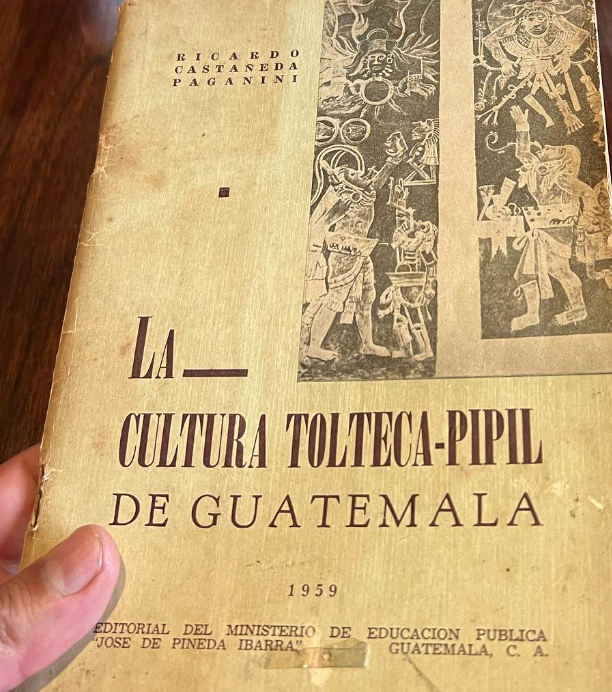 RICARDO
CASTAÑEDA
PAGANINI
LA
CULTURA TOLTECA-PIPIL
DE GUATEMALA
1959
EDITORIAL DEL MINISTERIO DE EDUCACION PUBLICA
"JOSE DE PINEDA IBARRA" GUATEMALA, C. A.